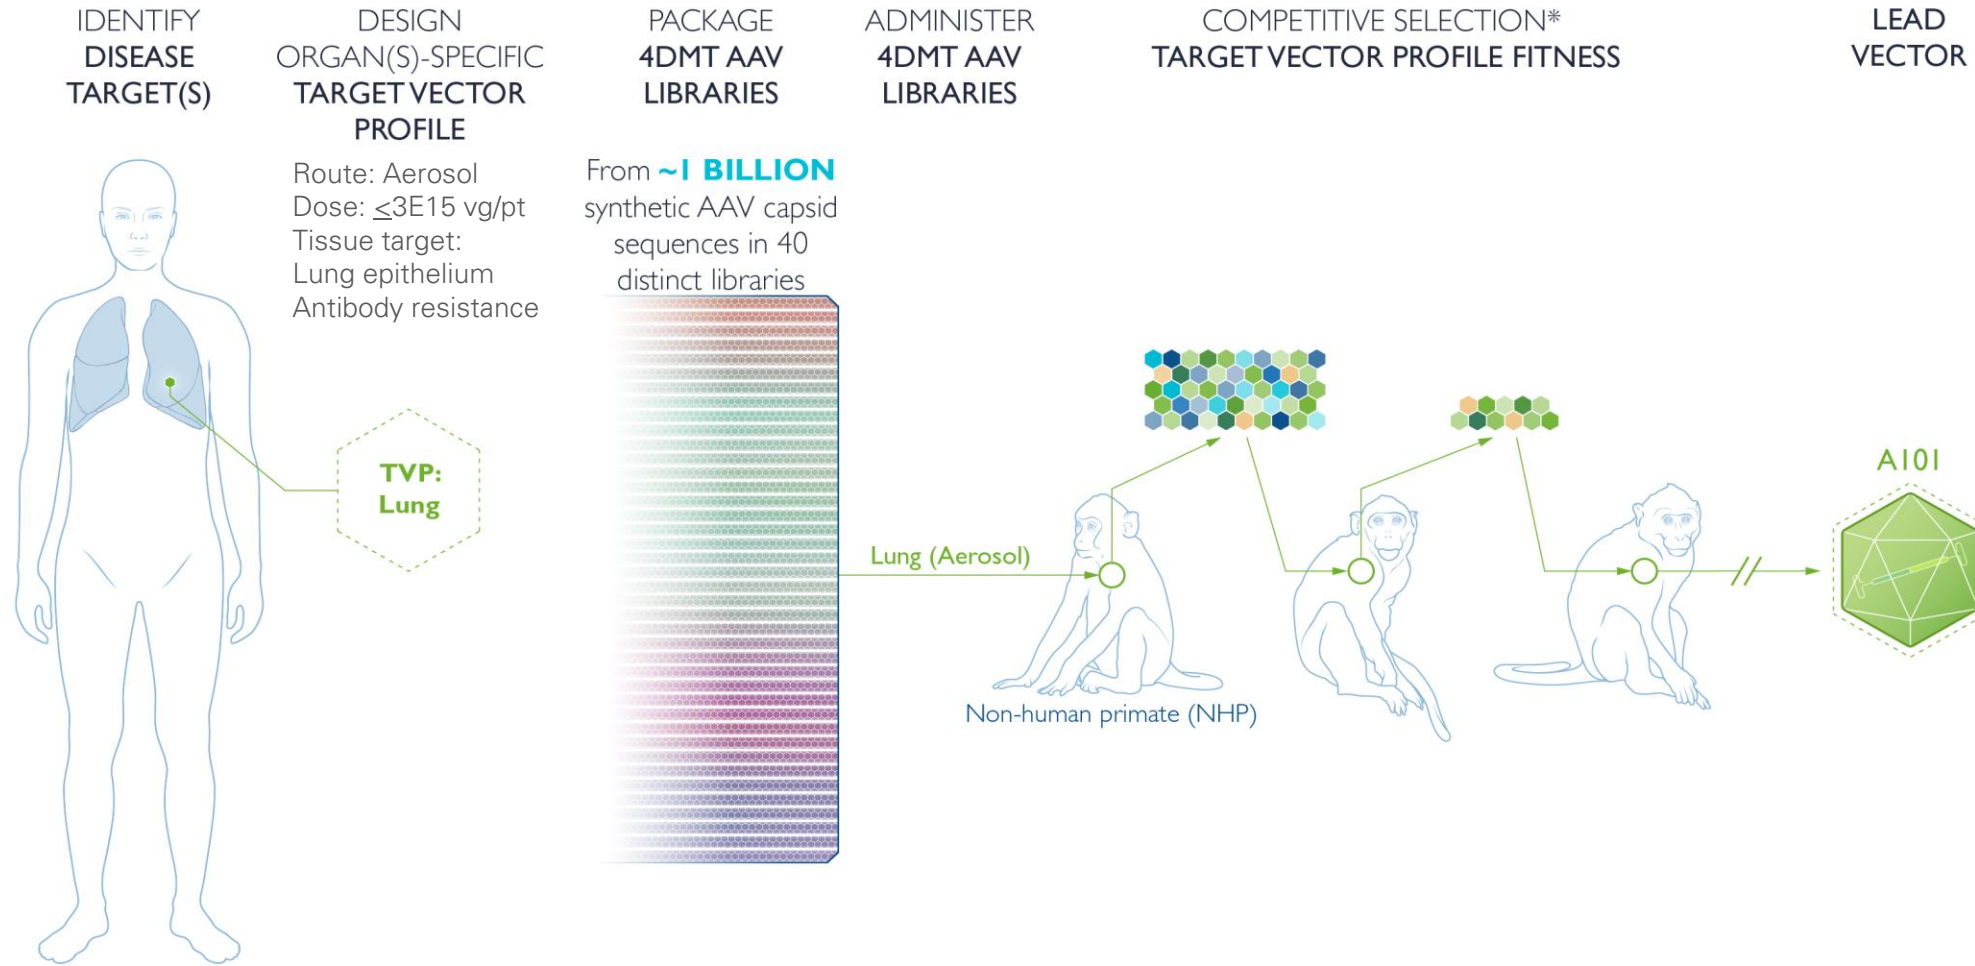 IDENTIFY
DISEASE
TARGET(S)
DESIGN
ORGAN(S)-SPECIFIC
TARGET VECTOR
PROFILE
PACKAGE
4DMT AAV
LIBRARIES
ADMINISTER
4DMT AAV
LIBRARIES
COMPETITIVE SELECTION*
TARGET VECTOR PROFILE FITNESS
LEAD
VECTOR
Route: Aerosol
Dose: <3E15 vg/pt
Tissue target:
Lung epithelium
Antibody resistance
From ~1 BILLION
synthetic AAV capsid
sequences in 40
distinct libraries
TVP:
Lung
Lung (Aerosol)
Non-human primate (NHP)
A101